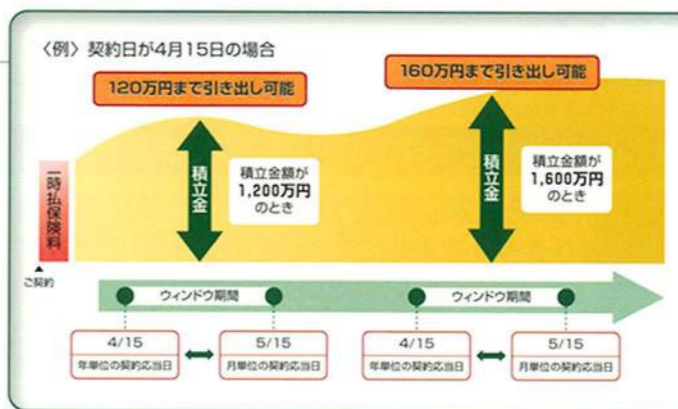 〈例〉契約日が4月15日の場合
120万円まで引き出し可能
160万円まで引き出し可能
一時払保険料
積立金
積立金額が
1,200万円
のとき
積立金
積立金額が
1,600万円
のとき
ご契約
ウィンドウ期間
ウィンドウ期間
4/15
年単位の契約応当日
5/15
月単位の契約応当日
4/15
年単位の契約応当日
5/15
月単位の契約応当日